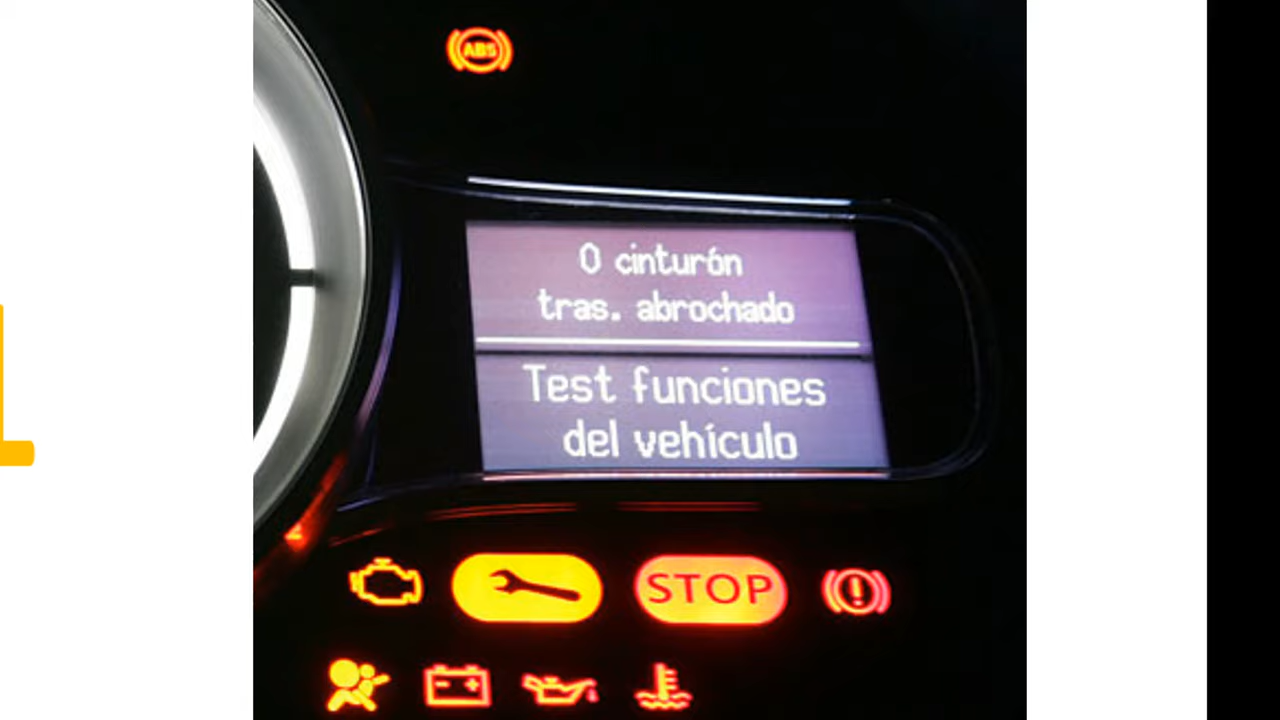 ABS
0 cinturón
tras. abrochado
Test funciones
del vehículo
STOP